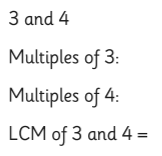 3 and 4
Multiples of 3:
Multiples of 4:
LCM of 3 and 4 =